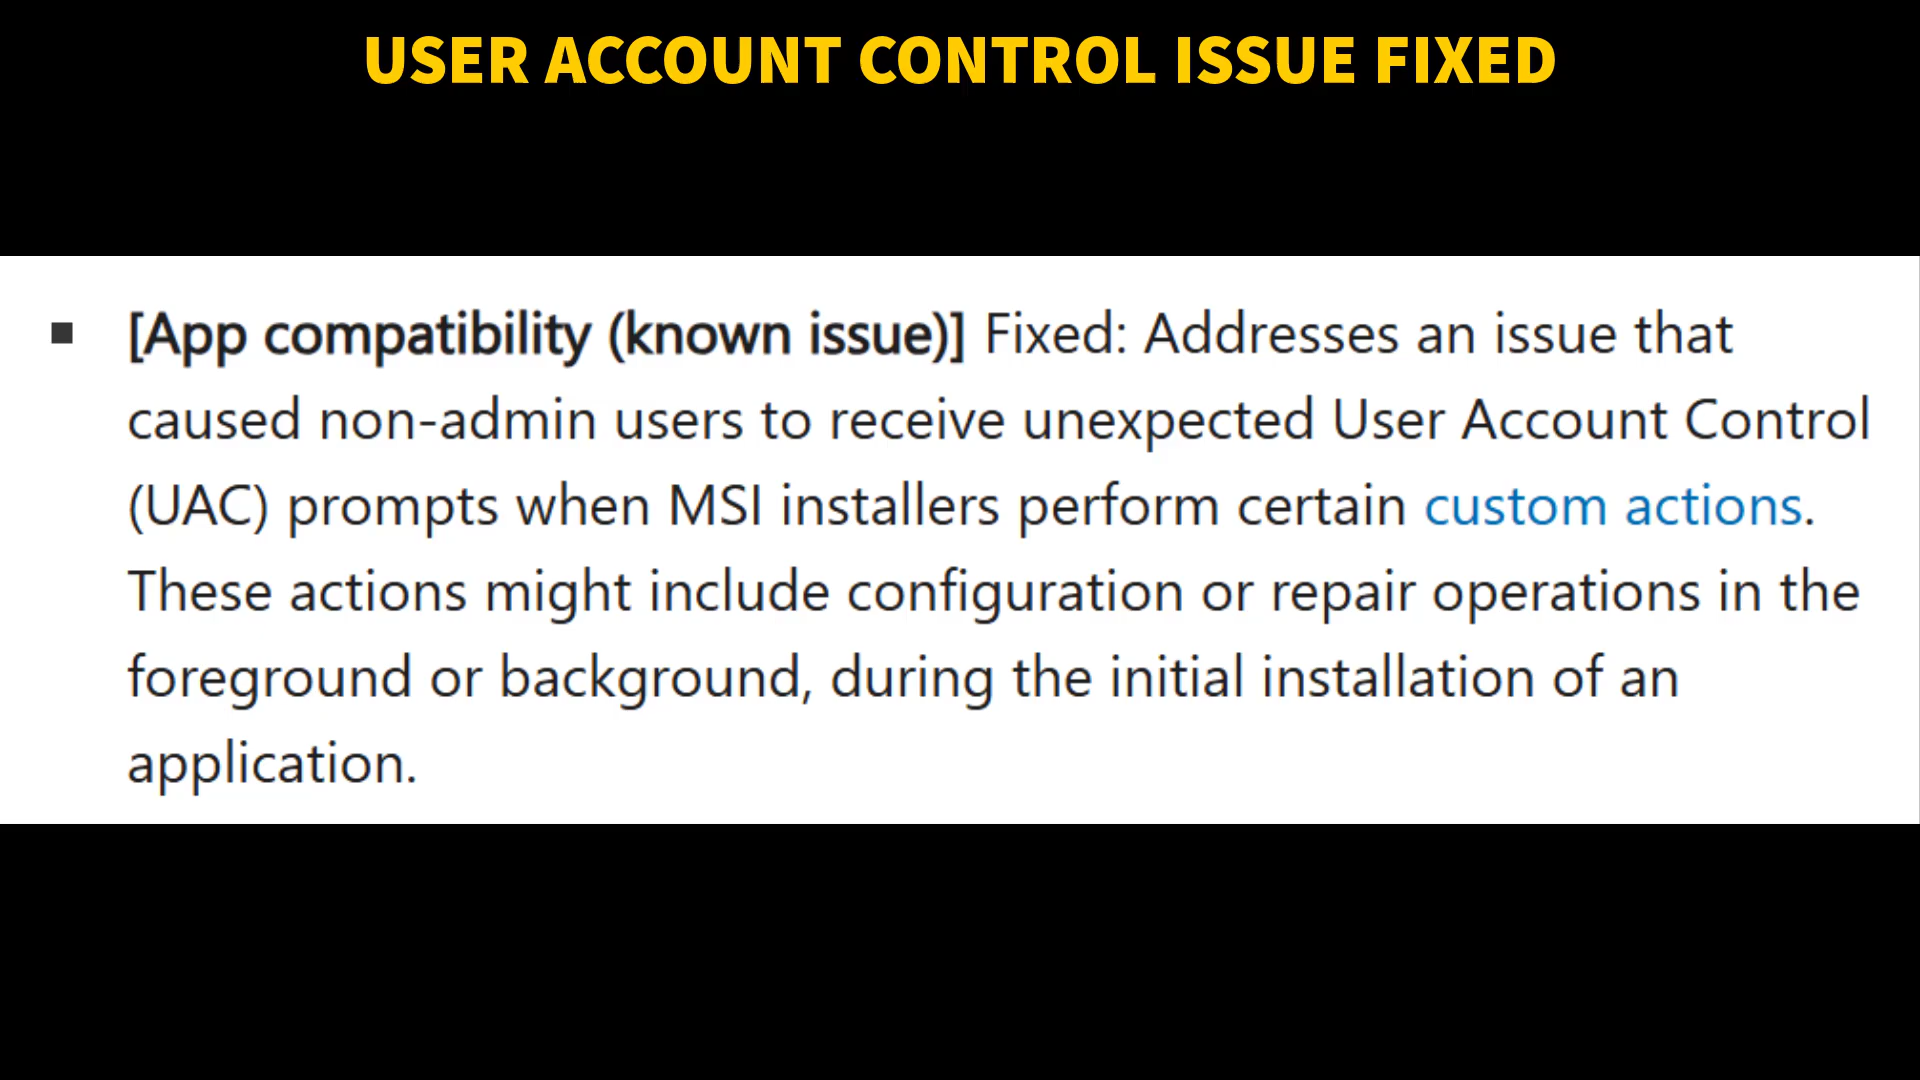 USER ACCOUNT CONTROL ISSUE FIXED
▪ [App compatibility (known issue)] Fixed: Addresses an issue that
caused non-admin users to receive unexpected User Account Control
(UAC) prompts when MSI installers perform certain custom actions.
These actions might include configuration or repair operations in the
foreground or background, during the initial installation of an
application.